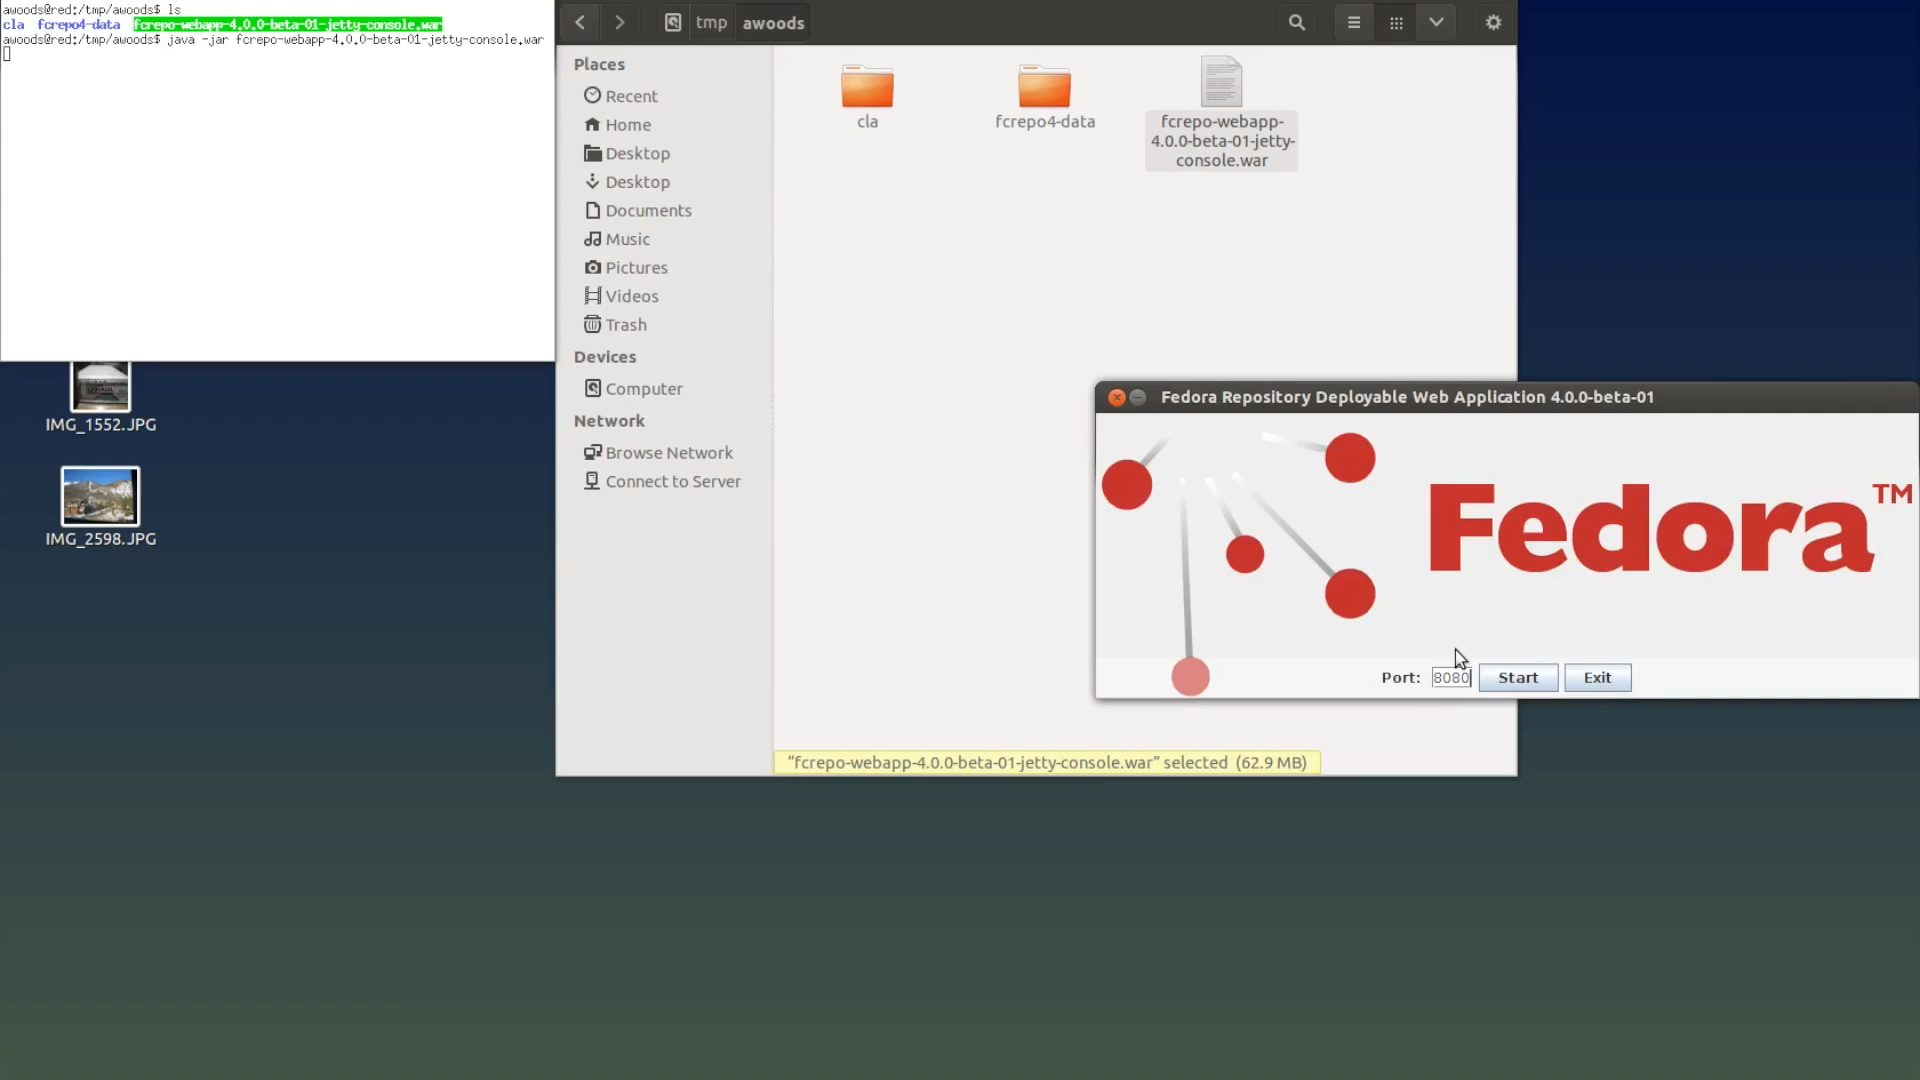 awoods@red:/tmp/awoods$ ls
cla fcrepo4-data fcrepo-webapp-4.0.0-beta-01-jetty-console.war
awoods@red:/tmp/awoods$ java -jar fcrepo-webapp-4.0.0-beta-01-jetty-console.war
tmp awoods
Places
Recent
Home
Desktop
Desktop
Documents
Music
Pictures
Videos
Trash
Devices
Computer
Network
Browse Network
Connect to Server
cla
fcrepo4-data
fcrepo-webapp-
4.0.0-beta-01-jetty-
console.war
"fcrepo-webapp-4.0.0-beta-01-jetty-console.war" selected (62.9 MB)
IMG_1552.JPG
IMG_2598.JPG
Fedora Repository Deployable Web Application 4.0.0-beta-01
Fedora™
Port: 8080 Start Exit